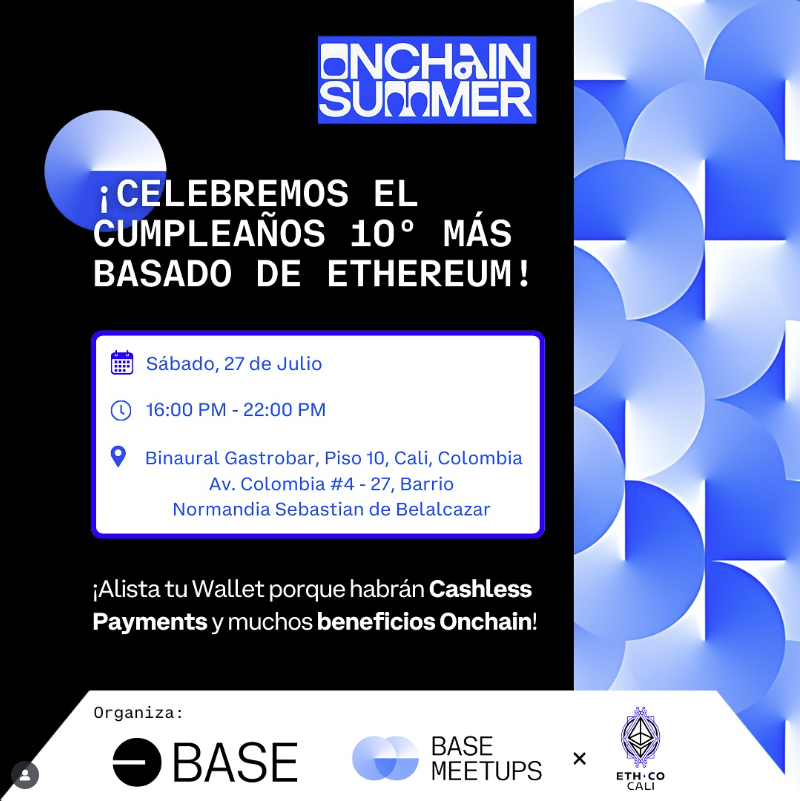 ONCHAIN
SUMMER
¡CELEBREMOS EL
CUMPLEAÑOS 10° MÁS
BASADO DE ETHEREUM!
Sábado, 27 de Julio
16:00 PM - 22:00 PM
Binaural Gastrobar, Piso 10, Cali, Colombia
Av. Colombia #4 - 27, Barrio
Normandia Sebastian de Belalcazar
¡Alista tu Wallet porque habrán Cashless
Payments y muchos beneficios Onchain!
Organiza:
BASE
BASE
MEETUPS
×
ETH·CO
CALI